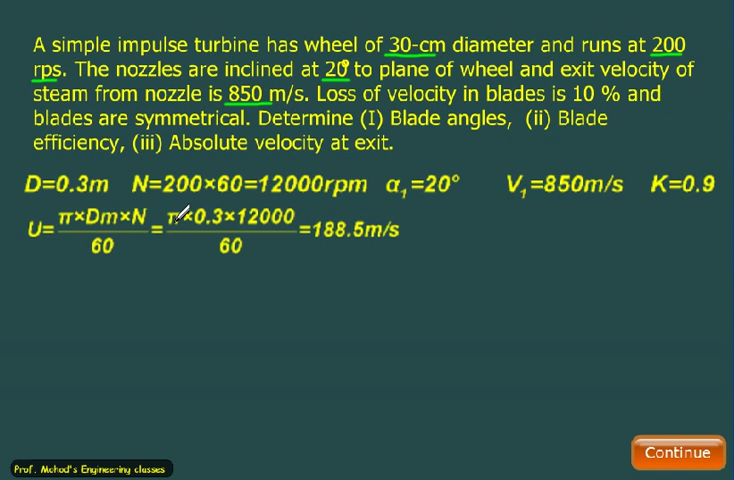 A simple impulse turbine has wheel of 30-cm diameter and runs at 200
rps. The nozzles are inclined at 20° to plane of wheel and exit velocity of
steam from nozzle is 850 m/s. Loss of velocity in blades is 10 % and
blades are symmetrical. Determine (I) Blade angles, (ii) Blade
efficiency, (iii) Absolute velocity at exit.
D=0.3m N=200×60=12000rpm α₁=20° V₁=850m/s K=0.9
U= π×Dm×N / 60 = π×0.3×12000 / 60 =188.5m/s
Continue
Prof. Mohod's Engineering classes